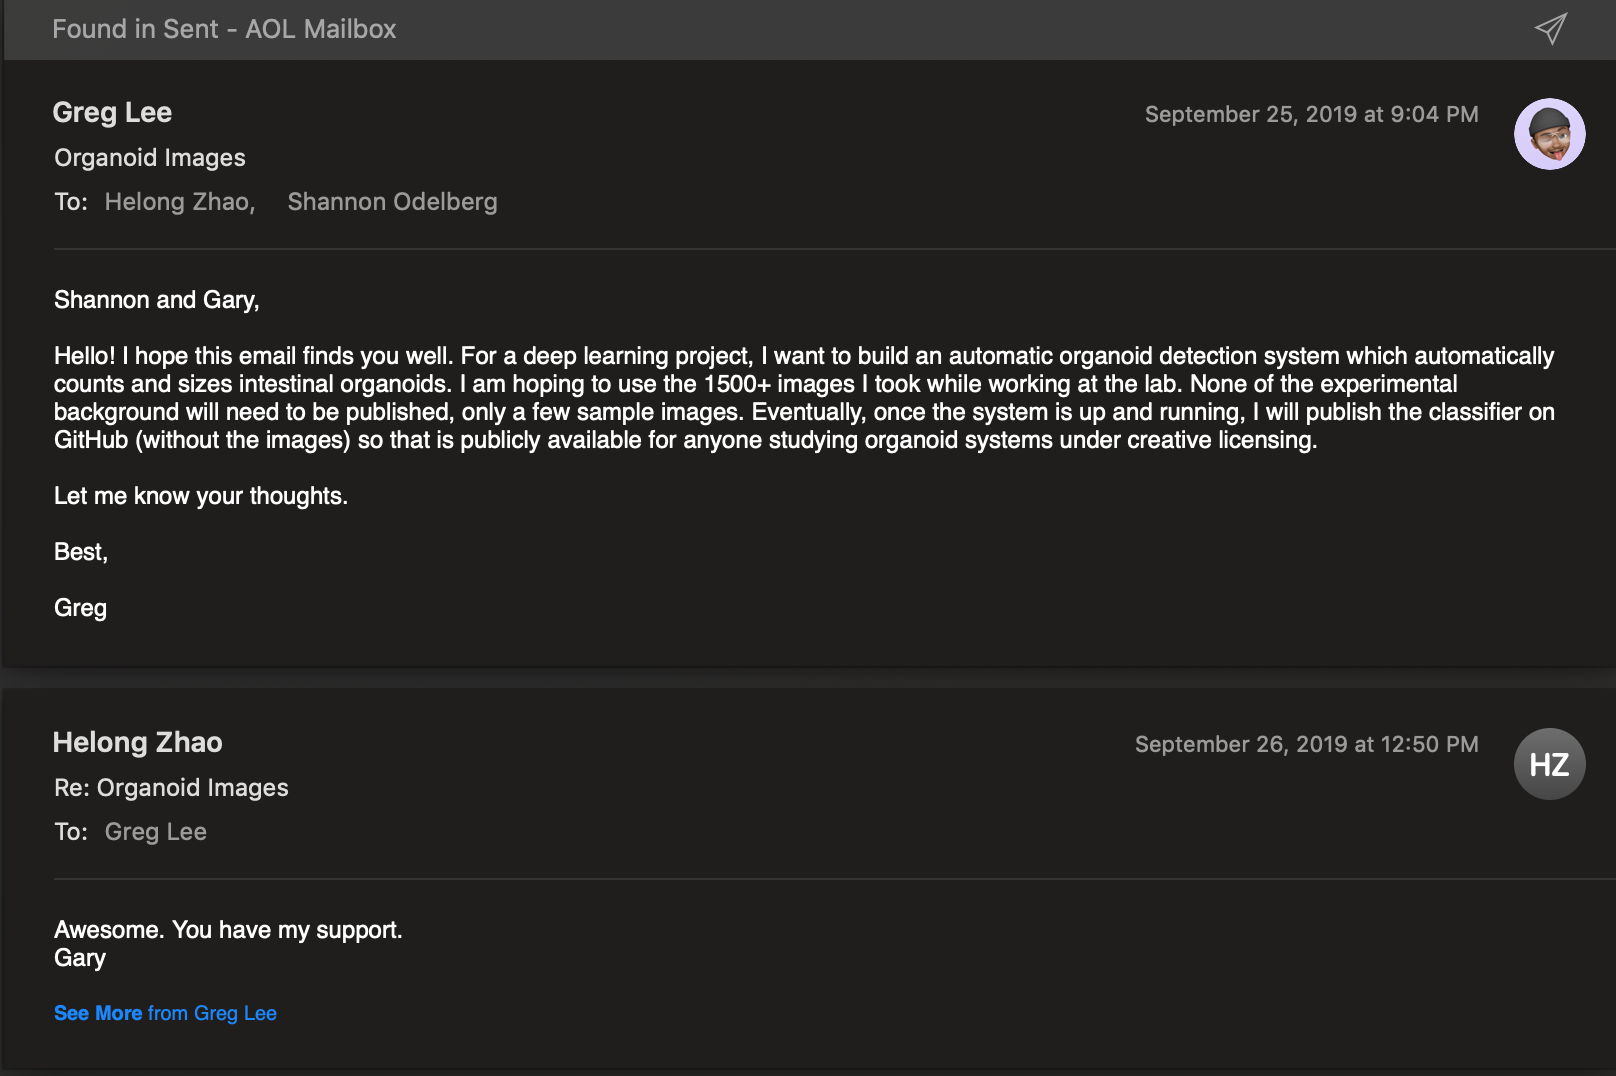 Found in Sent - AOL Mailbox
Greg Lee
September 25, 2019 at 9:04 PM
Organoid Images
To: Helong Zhao, Shannon Odelberg
Shannon and Gary,
Hello! I hope this email finds you well. For a deep learning project, I want to build an automatic organoid detection system which automatically
counts and sizes intestinal organoids. I am hoping to use the 1500+ images I took while working at the lab. None of the experimental
background will need to be published, only a few sample images. Eventually, once the system is up and running, I will publish the classifier on
GitHub (without the images) so that is publicly available for anyone studying organoid systems under creative licensing.
Let me know your thoughts.
Best,
Greg
Helong Zhao
September 26, 2019 at 12:50 PM
HZ
Re: Organoid Images
To: Greg Lee
Awesome. You have my support.
Gary
See More from Greg Lee